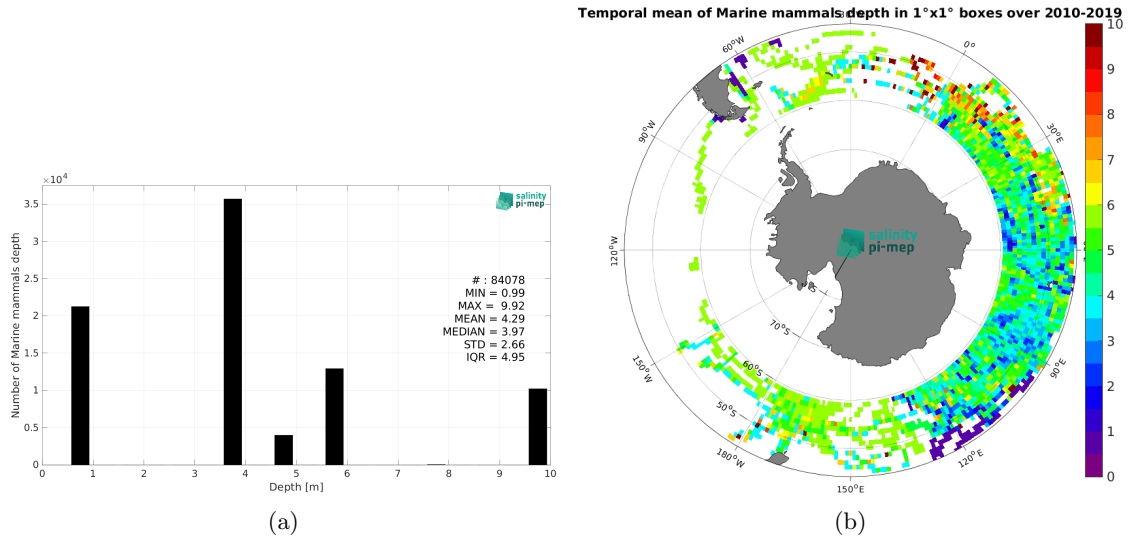 ×10⁴
3.5
3
2.5
2
1.5
1
0.5
0
Number of Marine mammals depth
salinity
pi-mep
# : 84078
MIN = 0.99
MAX = 9.92
MEAN = 4.29
MEDIAN = 3.97
STD = 2.66
IQR = 4.95
0 1 2 3 4 5 6 7 8 9 10
Depth [m]
(a)
Temporal mean of Marine mammals depth in 1°x1° boxes over 2010-2019
60°W
0°
30°E
90°W
120°W
150°W
180°W
150°E
120°E
90°E
70°S
60°S
50°S
salinity
pi-mep
10
9
8
7
6
5
4
3
2
1
0
(b)